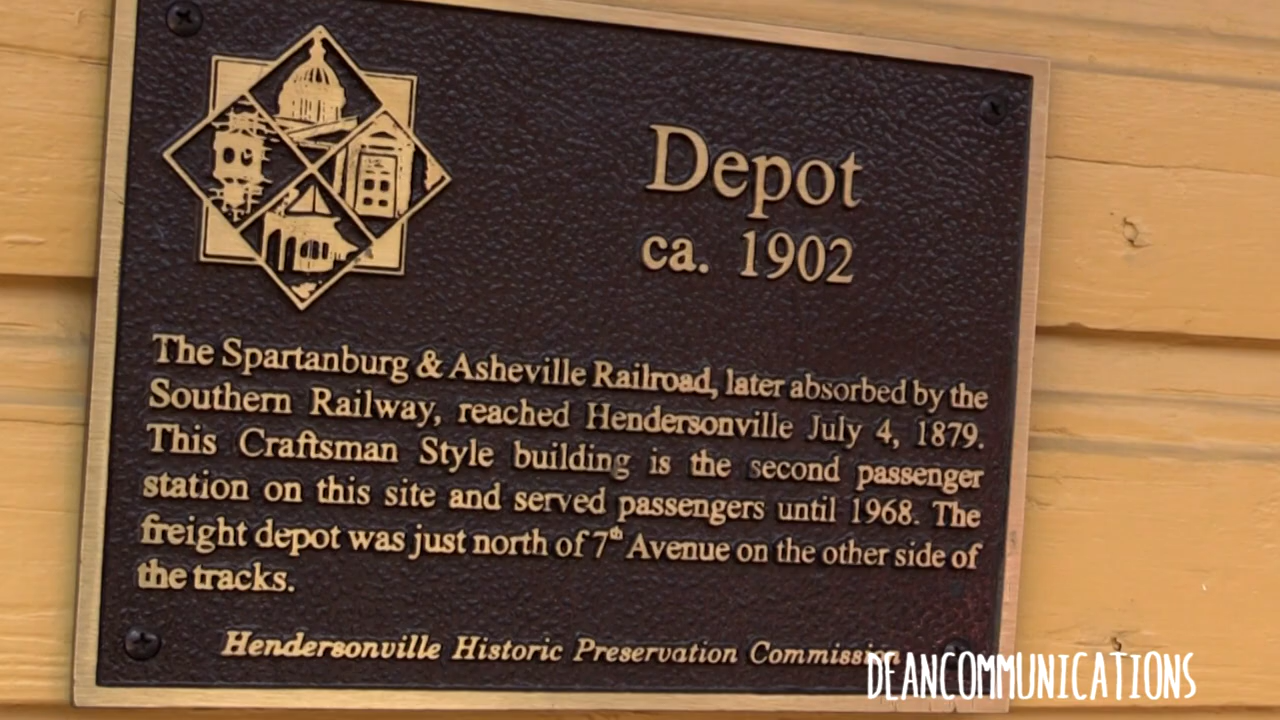 Depot
ca. 1902
The Spartanburg & Asheville Railroad, later absorbed by the
Southern Railway, reached Hendersonville July 4, 1879.
This Craftsman Style building is the second passenger
station on this site and served passengers until 1968. The
freight depot was just north of 7th Avenue on the other side of
the tracks.
Hendersonville Historic Preservation Commission
DEANCOMMUNICATIONS